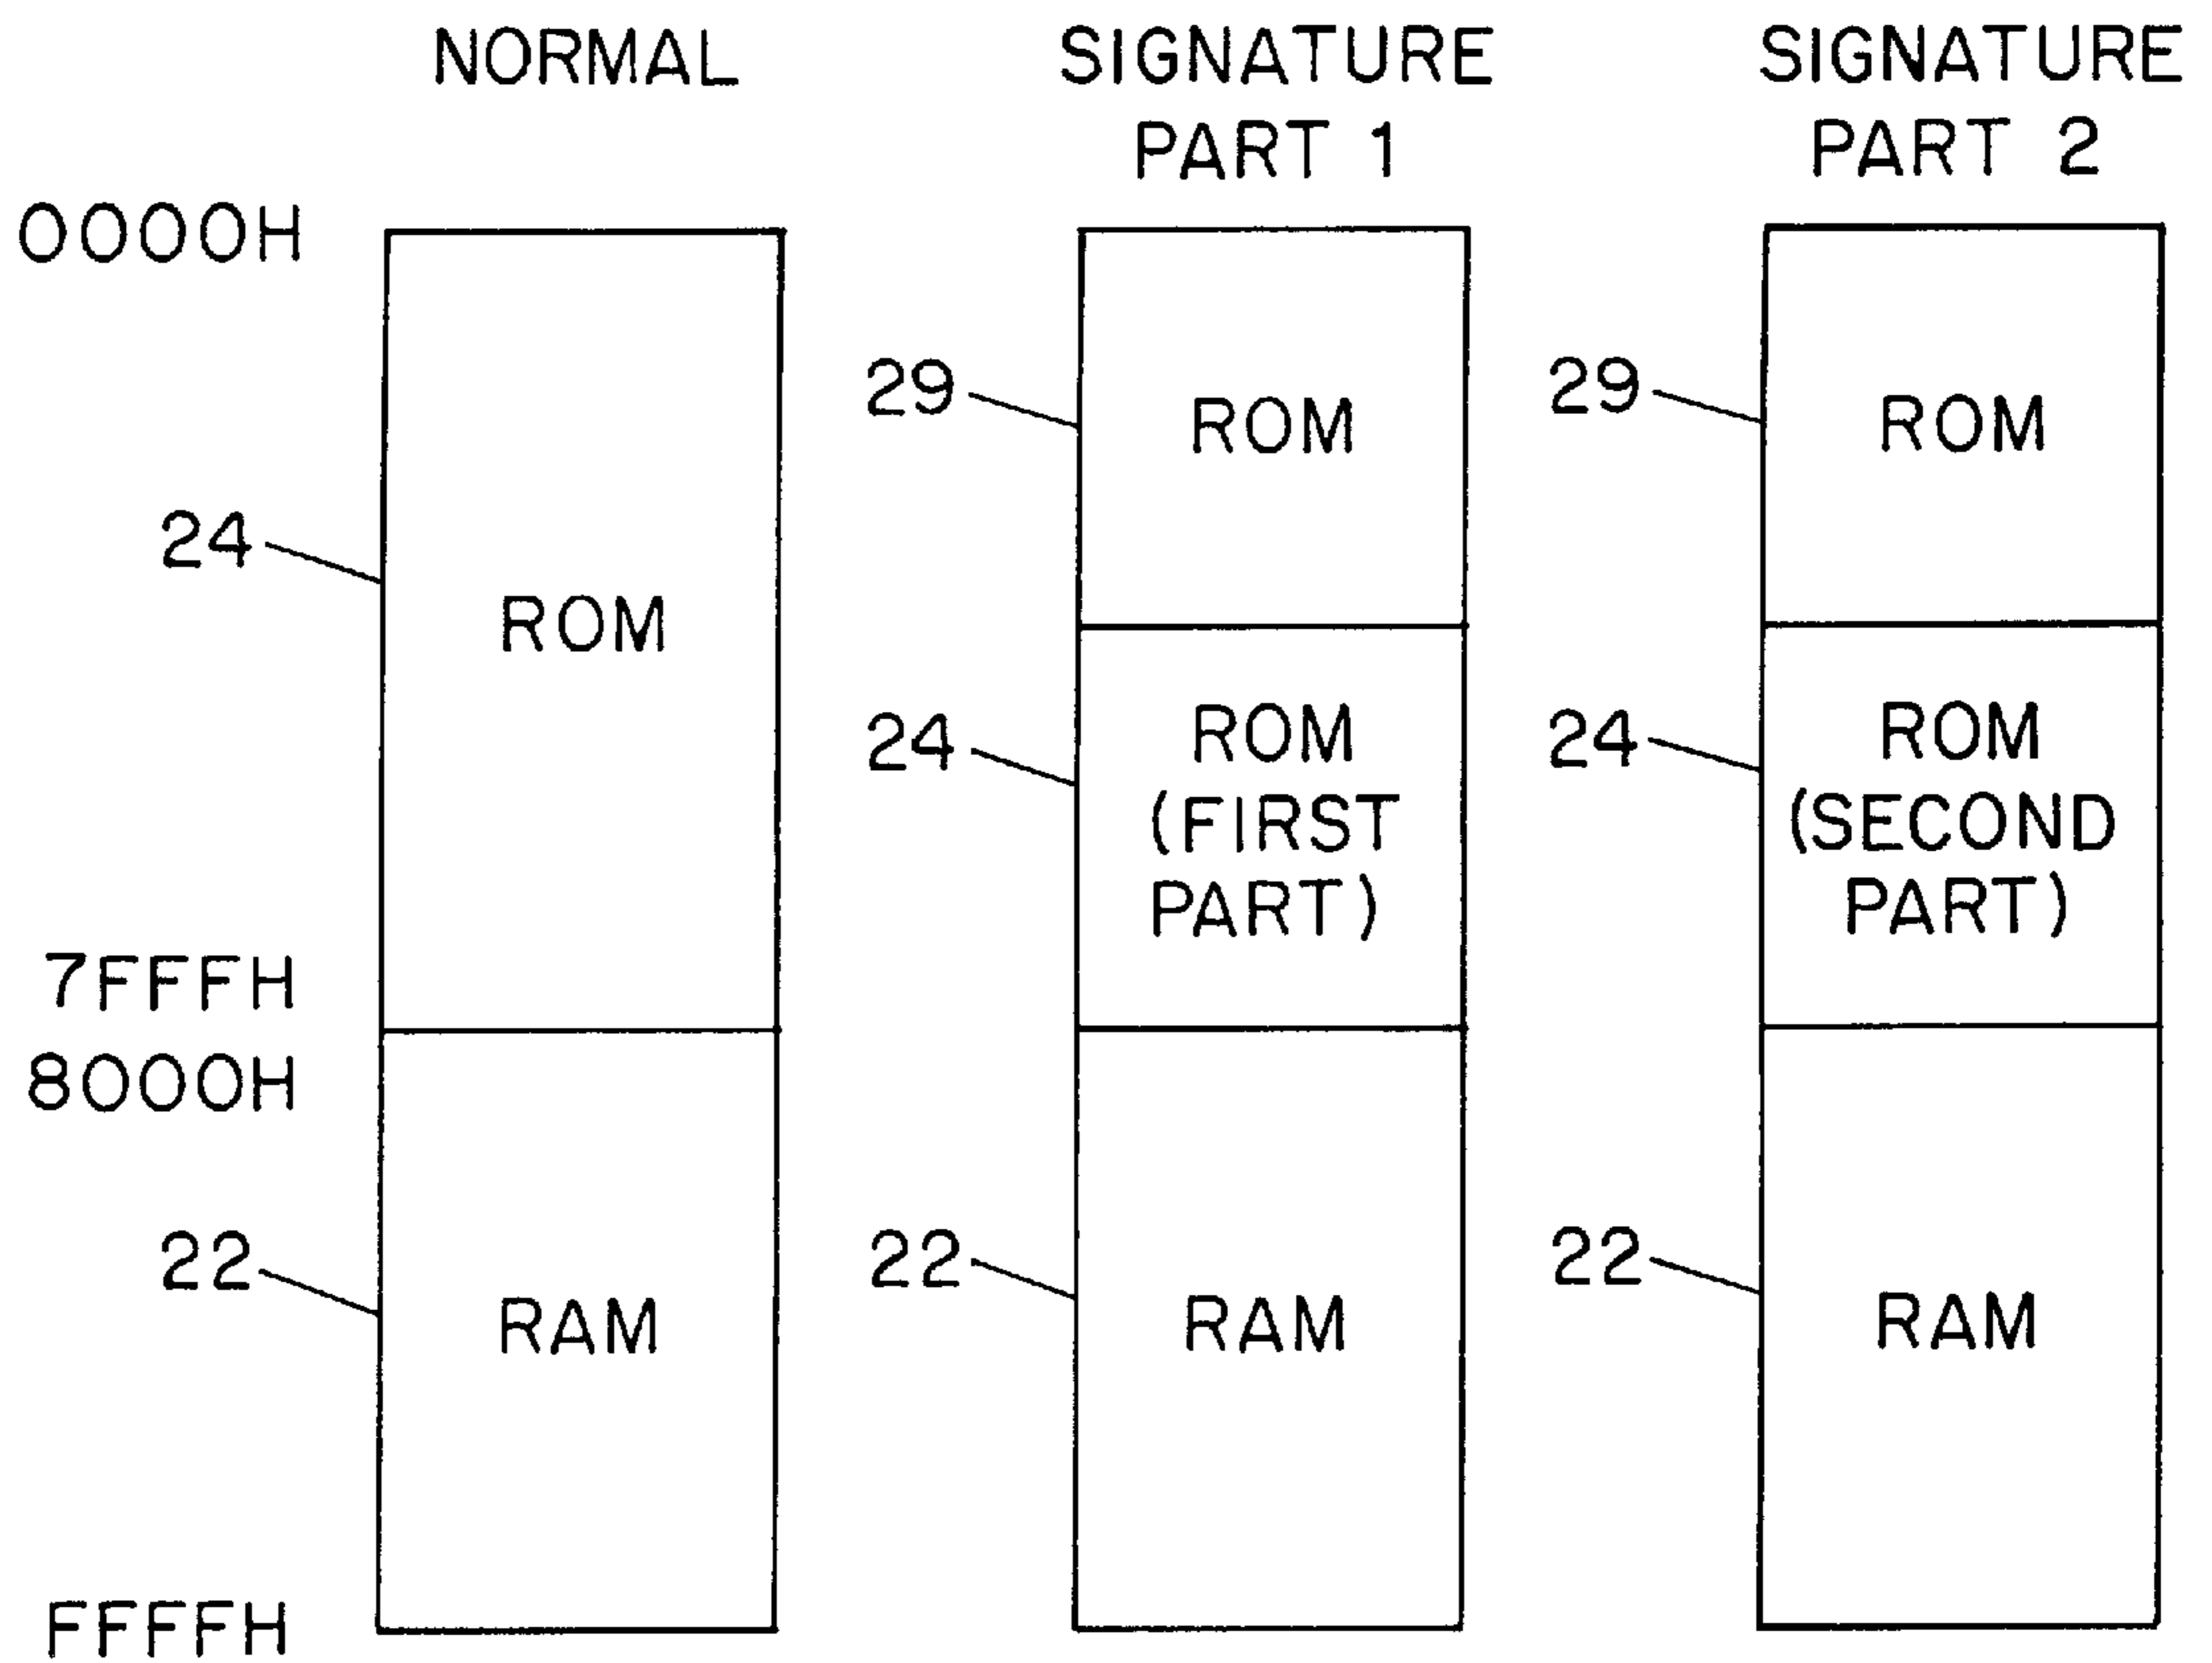 NORMAL
SIGNATURE
PART 1
SIGNATURE
PART 2
0000H
24
ROM
7FFFH
8000H
22
RAM
FFFFH
29
ROM
24
ROM
(FIRST
PART)
22
RAM
29
ROM
24
ROM
(SECOND
PART)
22
RAM